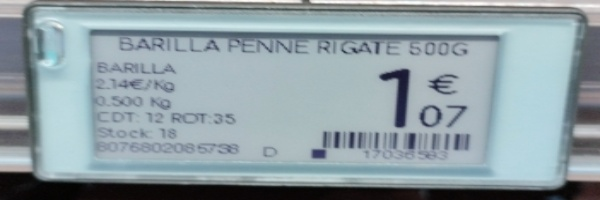 BARILLA PENNE RIGATE 500G
BARILLA
2.14€/Kg
0.500 Kg
CDT: 12 ROT:35
Stock: 18
8076802085738 D
1 € 07
17036583